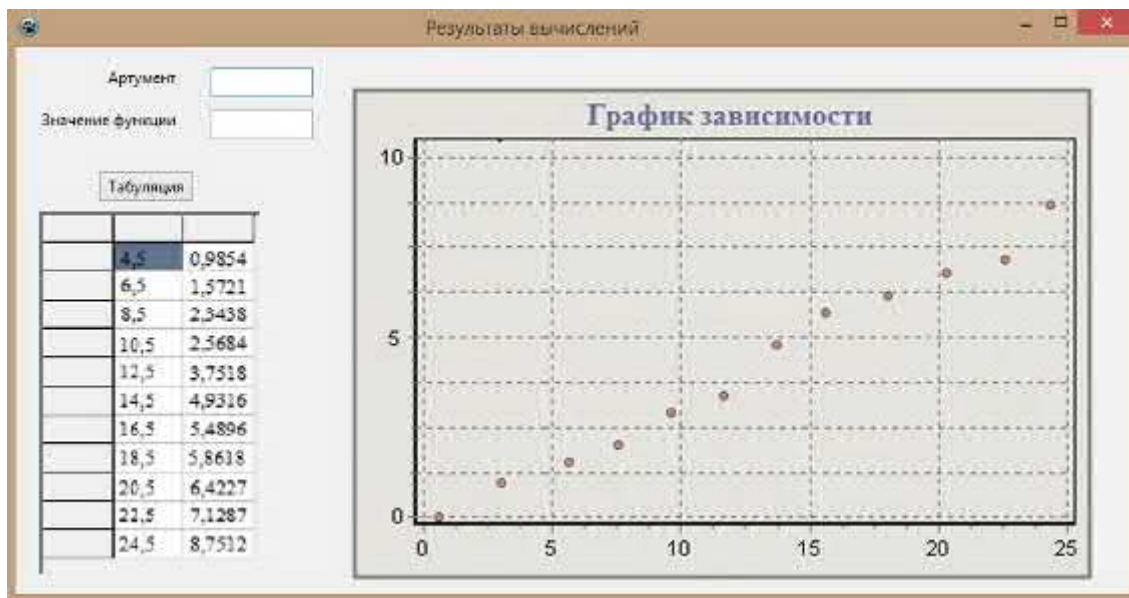 Результаты вычислений
Артумент
Значение функции
Табуляция
4,5 0,9854
6,5 1,5721
8,5 2,3438
10,5 2.5684
12,5 3,7518
14,5 4,9316
16,5 5,4896
18,5 5,8618
20,5 6,4227
22,5 7,1287
24,5 8,7512
График зависимости
10
5
0
0 5 10 15 20 25